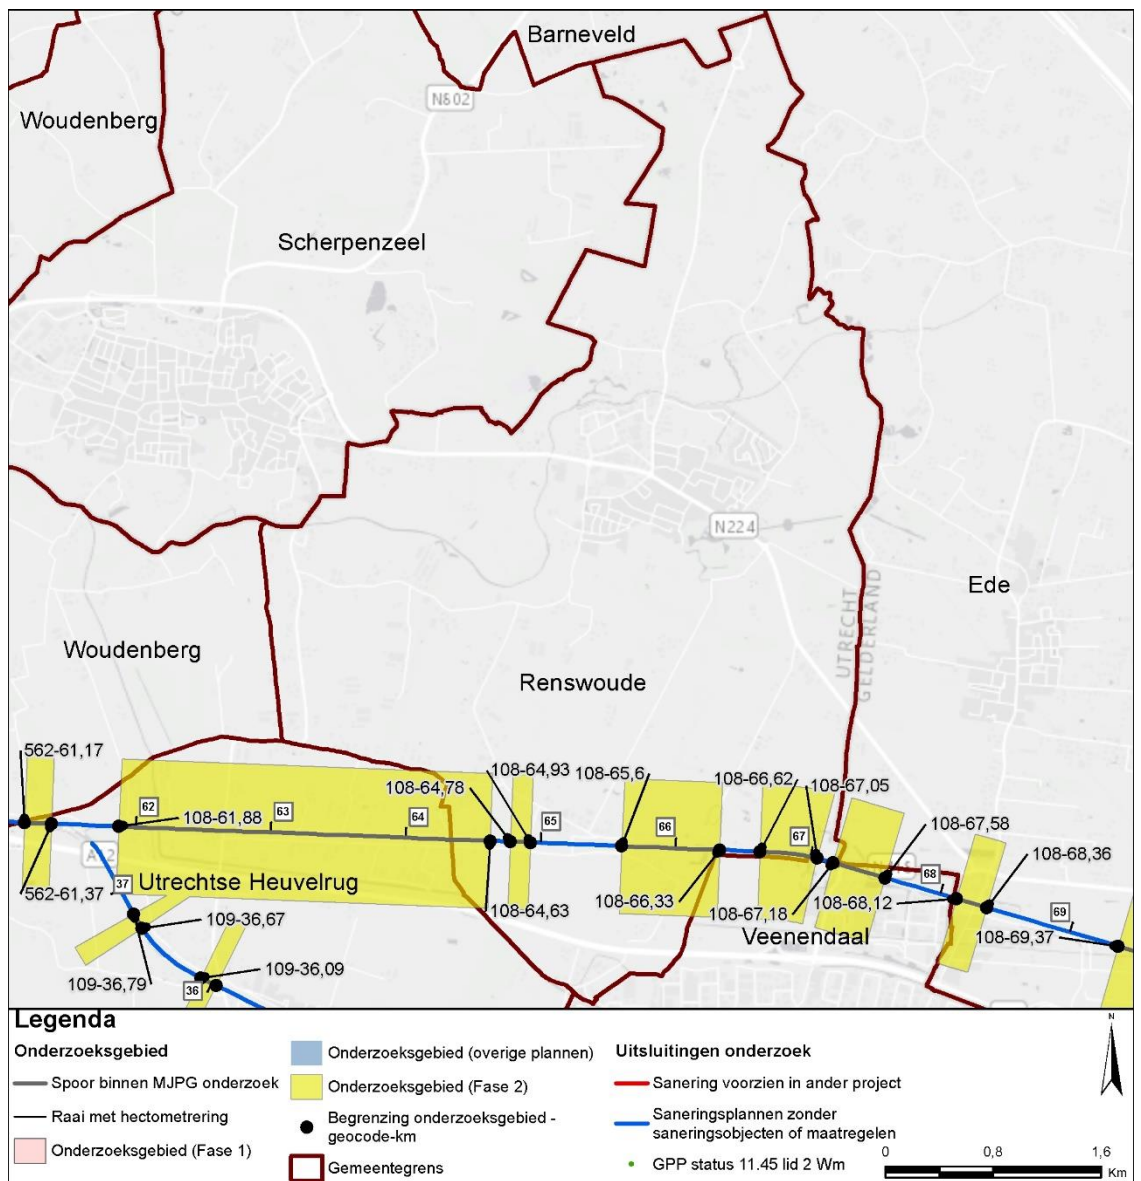 Barneveld
N802
Woudenberg
Scherpenzeel
N224
UTRECHT
GELDERLAND
Ede
Woudenberg
Renswoude
562-61,17
108-64,93
108-65,6
108-66,62
108-67,05
108-64,78
62
108-61,88
63
64
65
66
67
108-67,58
68
108-68,36
37
Utrechtse Heuvelrug
562-61,37
108-64,63
108-66,33
108-67,18
108-68,12
69
109-36,67
Veenendaal
108-69,37
109-36,79
109-36,09
36
Legenda
N
Onderzoeksgebied
Spoor binnen MJPG onderzoek
Raai met hectometrering
Onderzoeksgebied (Fase 1)
Onderzoeksgebied (overige plannen)
Onderzoeksgebied (Fase 2)
Begrenzing onderzoeksgebied -
geocode-km
Gemeentegrens
Uitsluitingen onderzoek
Sanering voorzien in ander project
Saneringsplannen zonder
saneringsobjecten of maatregelen
GPP status 11.45 lid 2 Wm
0 0,8 1,6
Km